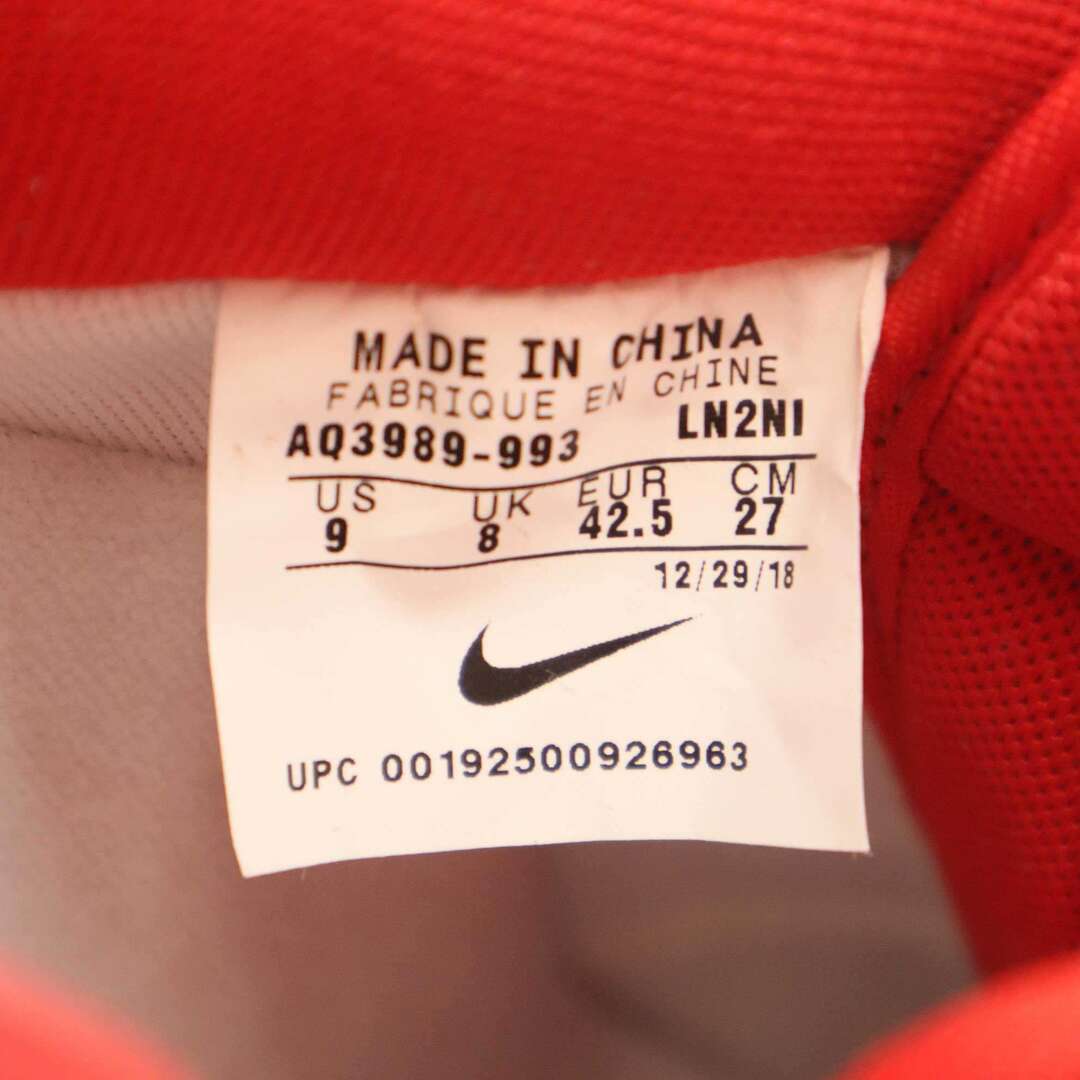 MADE IN CHINA
FABRIQUE EN CHINE
AQ3989-993 LN2NI
US UK EUR CM
9 8 42.5 27
12/29/18
UPC 00192500926963